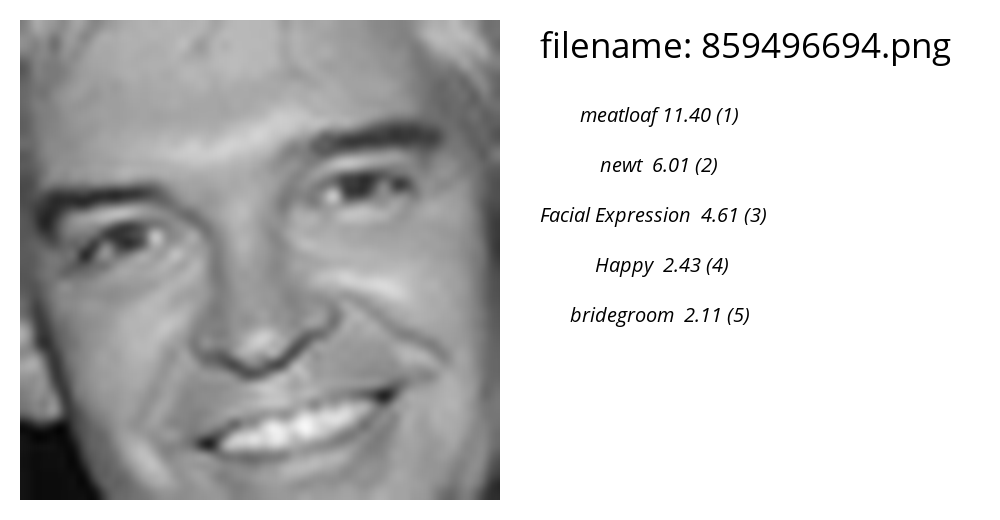 filename: 859496694.png
meatloaf 11.40 (1)
newt 6.01 (2)
Facial Expression 4.61 (3)
Happy 2.43 (4)
bridegroom 2.11 (5)